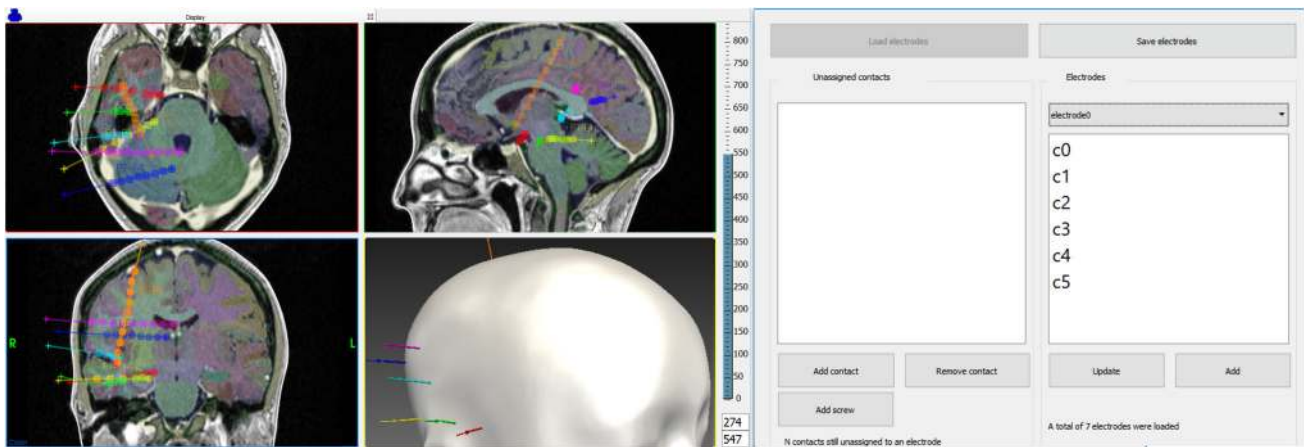 Display
R
L
800
750
700
650
600
550
500
450
400
350
300
250
200
150
100
50
0
274
547
Load electrodes
Save electrodes
Unassigned contacts
Electrodes
electrode0
c0
c1
c2
c3
c4
c5
Add contact
Remove contact
Update
Add
Add screw
N contacts still unassigned to an electrode
A total of 7 electrodes were loaded